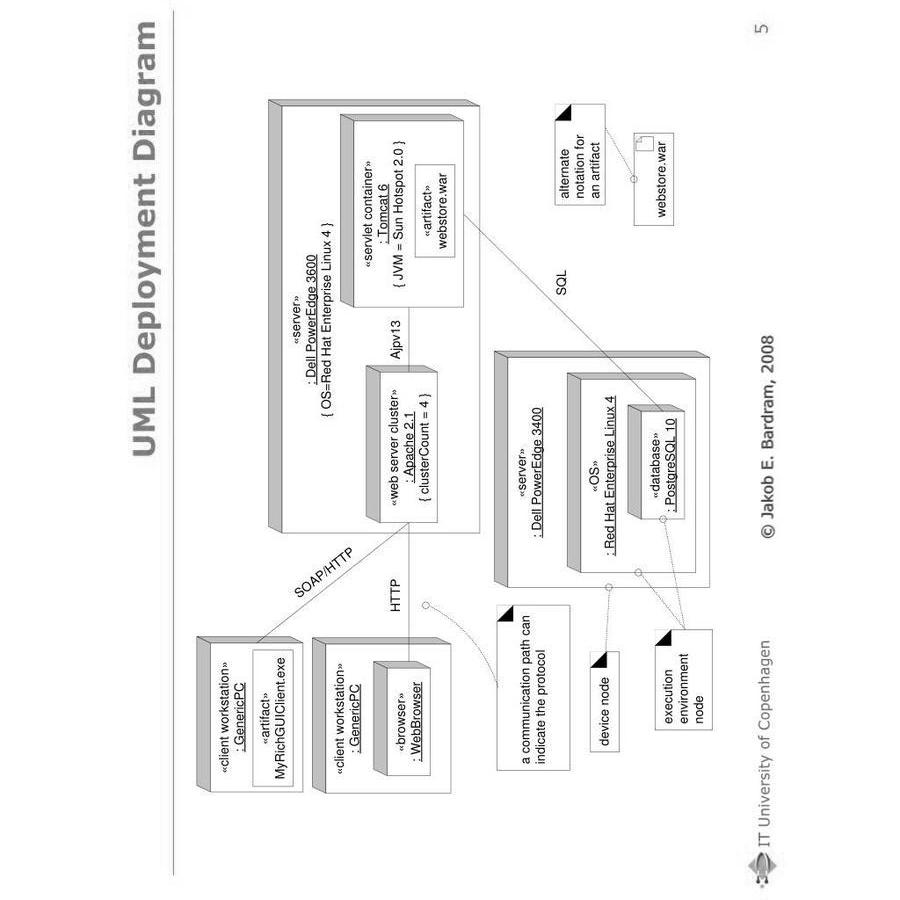 UML Deployment Diagram
«client workstation»
: GenericPC
«artifact»
MyRichGUIClient.exe
«client workstation»
: GenericPC
«browser»
: WebBrowser
SOAP/HTTP
HTTP
«server»
: Dell PowerEdge 3600
{ OS=Red Hat Enterprise Linux 4 }
«web server cluster»
: Apache 2.1
{ clusterCount = 4 }
Ajpv13
«servlet container»
: Tomcat 6
{ JVM = Sun Hotspot 2.0 }
«artifact»
webstore.war
a communication path can
indicate the protocol
device node
execution
environment
node
«server»
: Dell PowerEdge 3400
«OS»
: Red Hat Enterprise Linux 4
«database»
: PostgreSQL 10
SQL
alternate
notation for
an artifact
webstore.war
IT University of Copenhagen
© Jakob E. Bardram, 2008
5